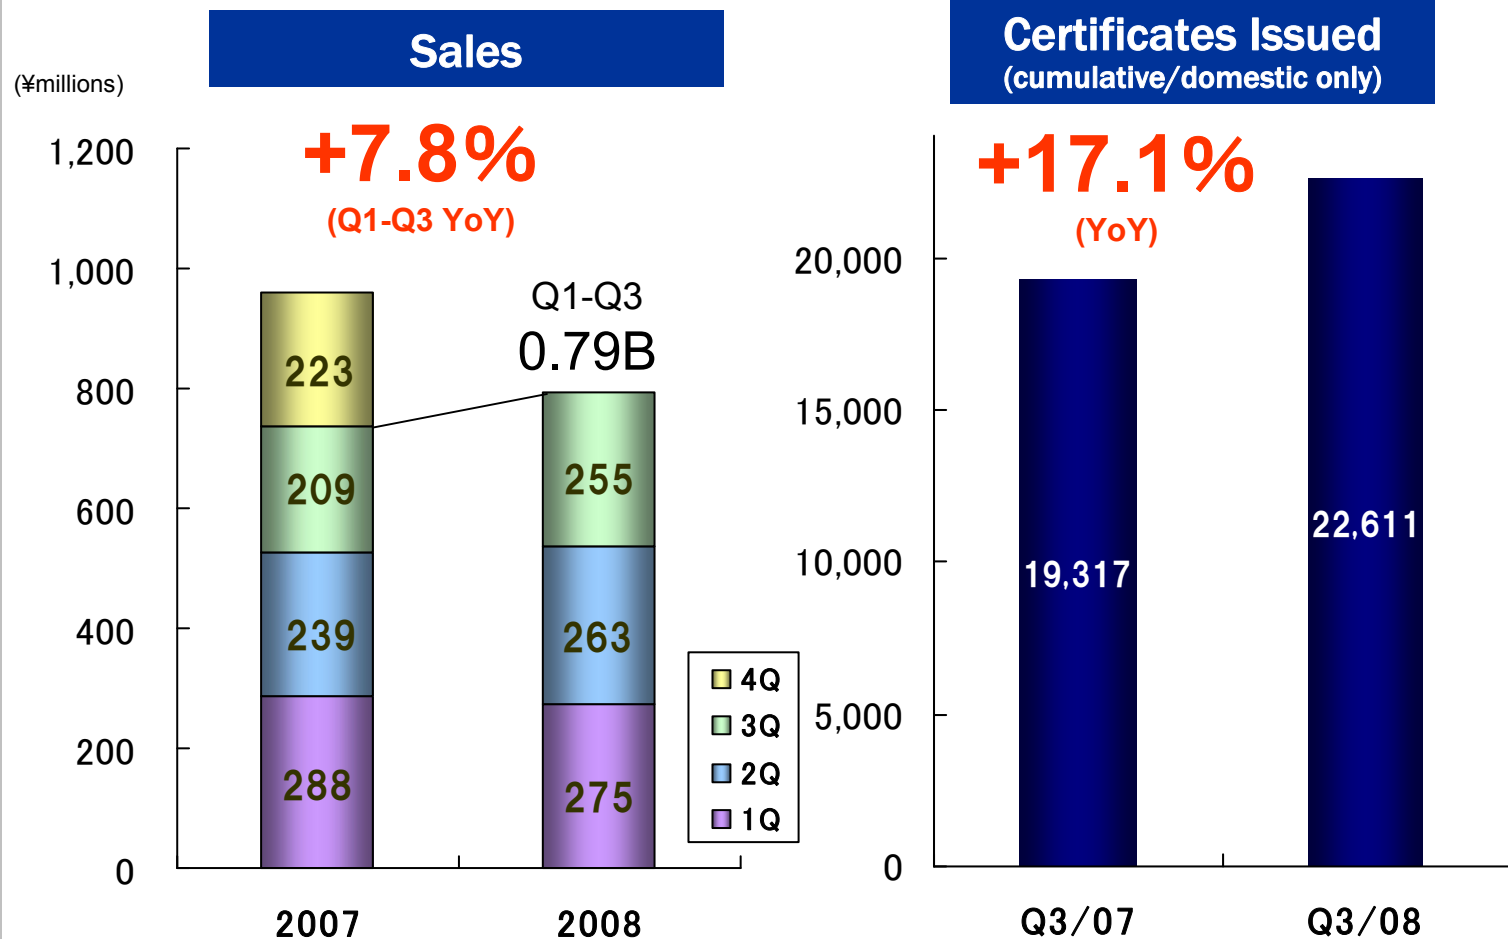 Sales
(¥millions)
+7.8%
(Q1-Q3 YoY)
1,200
1,000
800
600
400
200
0
Q1-Q3
0.79B
223
209
239
288
255
263
275
4Q
3Q
2Q
1Q
2007
2008
Certificates Issued
(cumulative/domestic only)
+17.1%
(YoY)
20,000
15,000
10,000
5,000
0
19,317
22,611
Q3/07
Q3/08